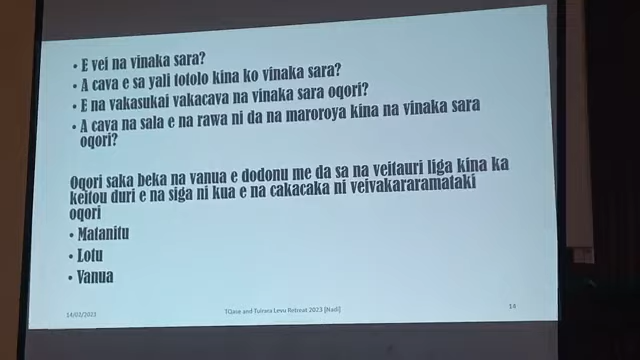 • E vei na vinaka sara?
• A cava e sa yali totolo kina ko vinaka sara?
• E na vakasukai vakacava na vinaka sara oqori?
• A cava na sala e na rawa ni da na maroroya kina na vinaka sara
oqori?
Oqori saka beka na vanua e dodonu me da sa na veitauri liga kina ka
keitou duri e na siga ni kua e na cakacaka ni veivakararamataki
oqori
• Matanitu
• Lotu
• Vanua
14/02/2023
TQase and Tuirara Levu Retreat 2023 [Nadi]
14